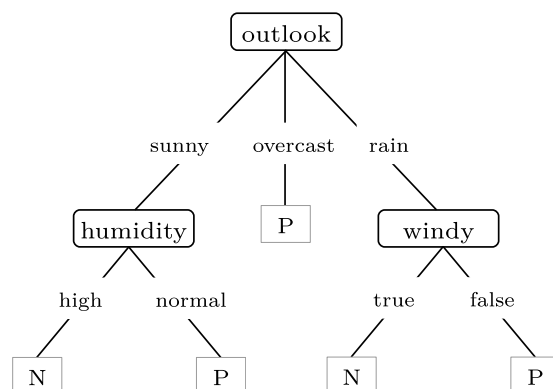 outlook
sunny overcast rain
P
humidity windy
high normal true false
N P N P